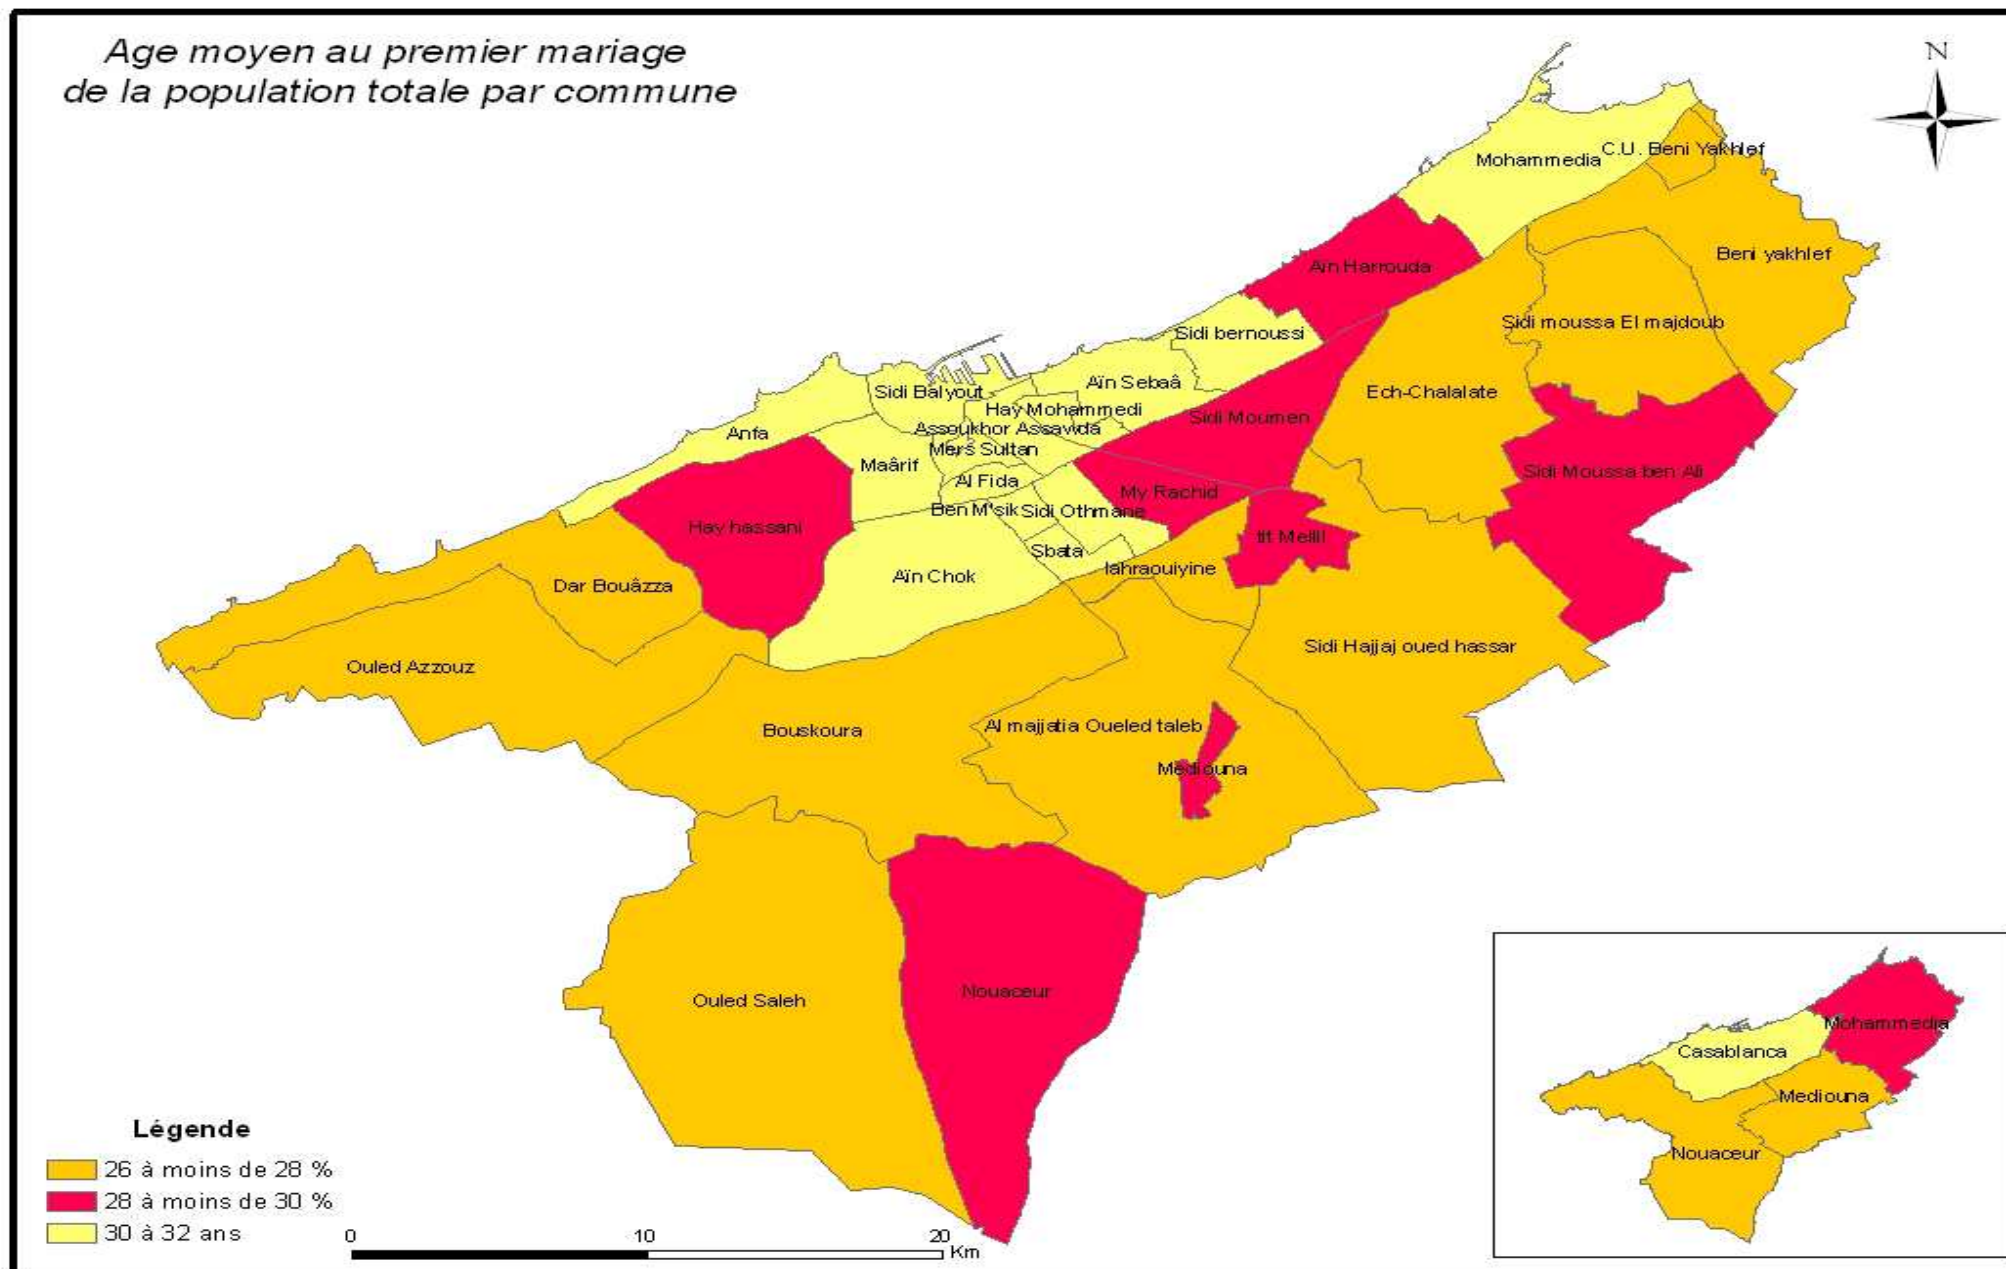 Age moyen au premier mariage
de la population totale par commune
N
Mohammedia
C.U. Beni Yakhlef
Beni yakhlef
Aïn Harrouda
Sidi moussa El majdoub
Sidi bernoussi
Aïn Sebaâ
Sidi Balyout
Ech-Chalalate
Hay Mohammedi
Sidi Moumen
Assoukhor Assawda
Anfa
Mers Sultan
Maârif
Sidi Moussa ben Ali
Al Fida
My Rachid
Ben M'sik
Sidi Othmane
Hay hassani
tit Mellil
Sbata
lahraouiyine
Aïn Chok
Dar Bouâzza
Sidi Hajjaj oued hassar
Ouled Azzouz
Al majjatia Oueled taleb
Bouskoura
Mediouna
Nouaceur
Ouled Saleh
Mohammedia
Casablanca
Mediouna
Nouaceur
Légende
26 à moins de 28 %
28 à moins de 30 %
30 à 32 ans
0 10 20
Km